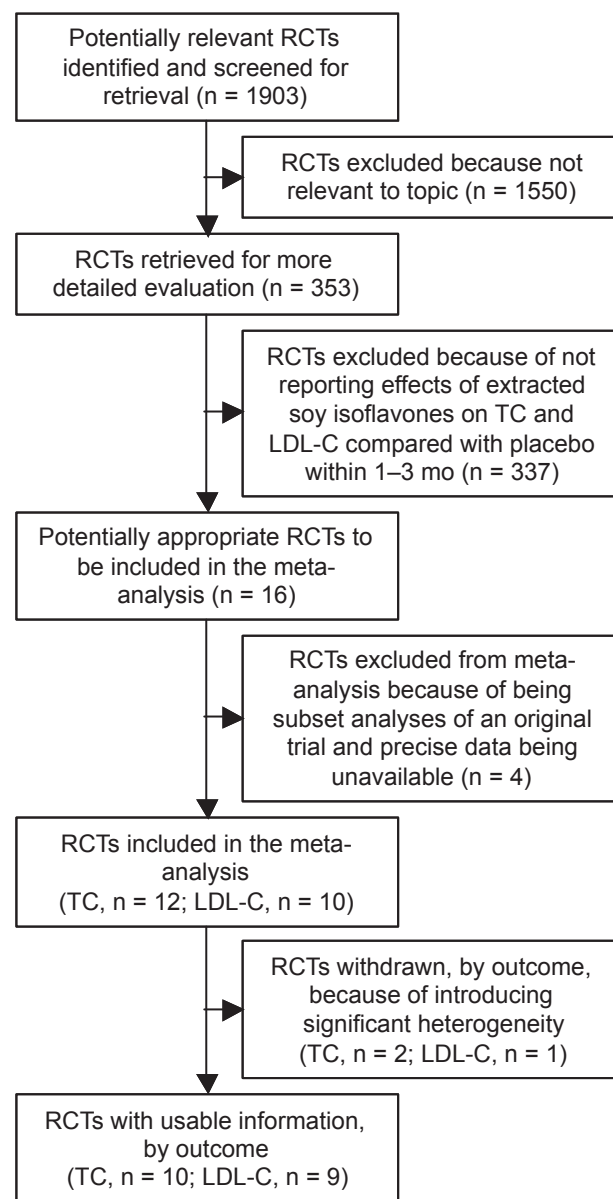 Potentially relevant RCTs
identified and screened for
retrieval (n = 1903)
RCTs excluded because not
relevant to topic (n = 1550)
RCTs retrieved for more
detailed evaluation (n = 353)
RCTs excluded because of not
reporting effects of extracted
soy isoflavones on TC and
LDL-C compared with placebo
within 1–3 mo (n = 337)
Potentially appropriate RCTs to
be included in the meta-
analysis (n = 16)
RCTs excluded from meta-
analysis because of being
subset analyses of an original
trial and precise data being
unavailable (n = 4)
RCTs included in the meta-
analysis
(TC, n = 12; LDL-C, n = 10)
RCTs withdrawn, by outcome,
because of introducing
significant heterogeneity
(TC, n = 2; LDL-C, n = 1)
RCTs with usable information,
by outcome
(TC, n = 10; LDL-C, n = 9)